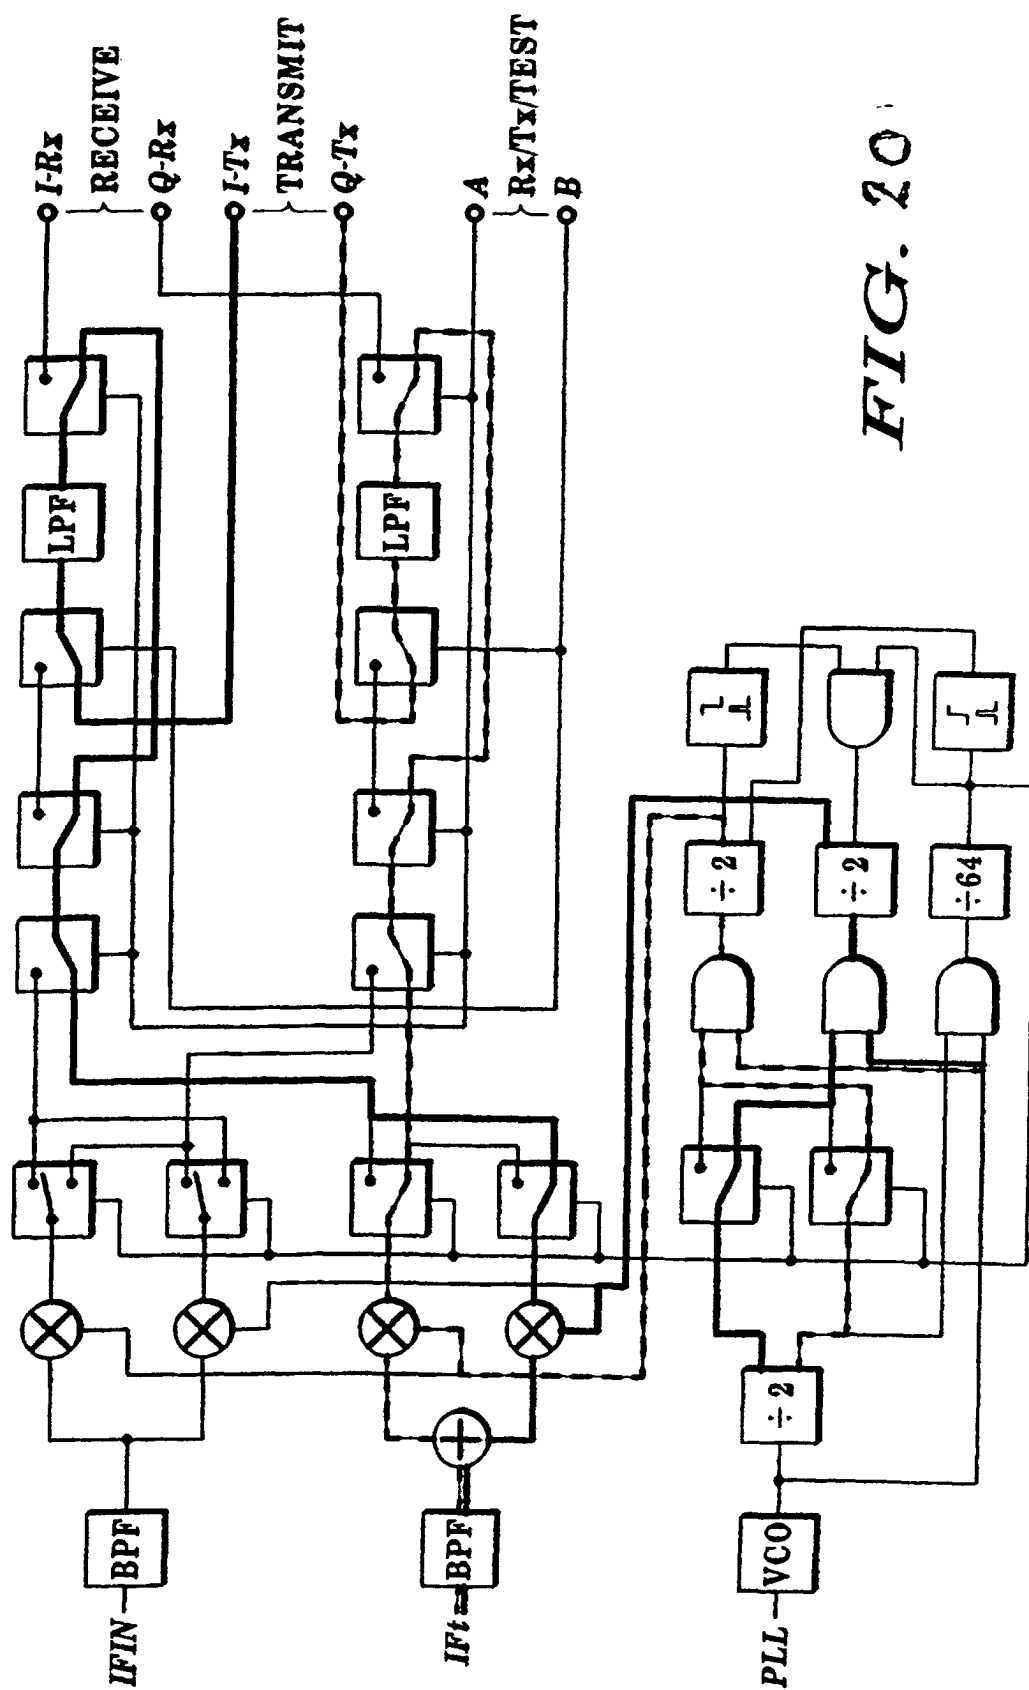 I-Rx
RECEIVE
Q-Rx
I-Tx
TRANSMIT
Q-Tx
A
Rx/Tx/TEST
B
LPF
LPF
IFIN
BPF
IFt
BPF
PLL
VCO
÷ 2
÷ 2
÷ 2
÷64
FIG. 20